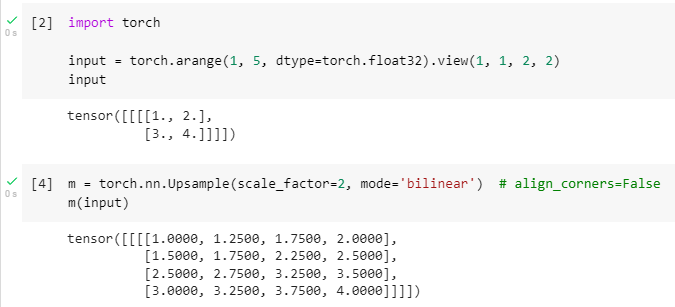 [2] import torch
0s
input = torch.arange(1, 5, dtype=torch.float32).view(1, 1, 2, 2)
input
tensor([[[[1., 2.],
[3., 4.]]]])
[4] m = torch.nn.Upsample(scale_factor=2, mode='bilinear')  # align_corners=False
0s
m(input)
tensor([[[[1.0000, 1.2500, 1.7500, 2.0000],
[1.5000, 1.7500, 2.2500, 2.5000],
[2.5000, 2.7500, 3.2500, 3.5000],
[3.0000, 3.2500, 3.7500, 4.0000]]]])